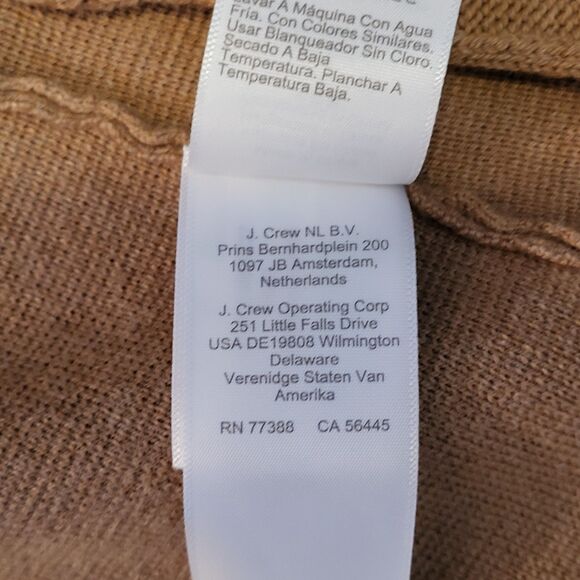 Lavar A Máquina Con Agua
Fría. Con Colores Similares.
Usar Blanqueador Sin Cloro.
Secado A Baja
Temperatura. Planchar A
Temperatura Baja.
J. Crew NL B.V.
Prins Bernhardplein 200
1097 JB Amsterdam,
Netherlands
J. Crew Operating Corp
251 Little Falls Drive
USA DE19808 Wilmington
Delaware
Verenidge Staten Van
Amerika
RN 77388 CA 56445